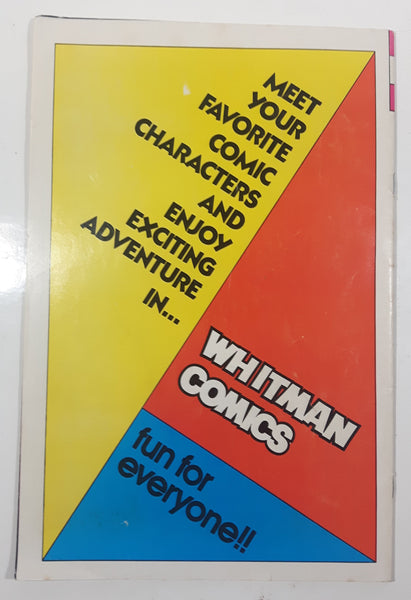 MEET
YOUR
FAVORITE
COMIC
CHARACTERS
AND
ENJOY
EXCITING
ADVENTURE
IN...
WHITMAN
COMICS
fun for
everyone!!